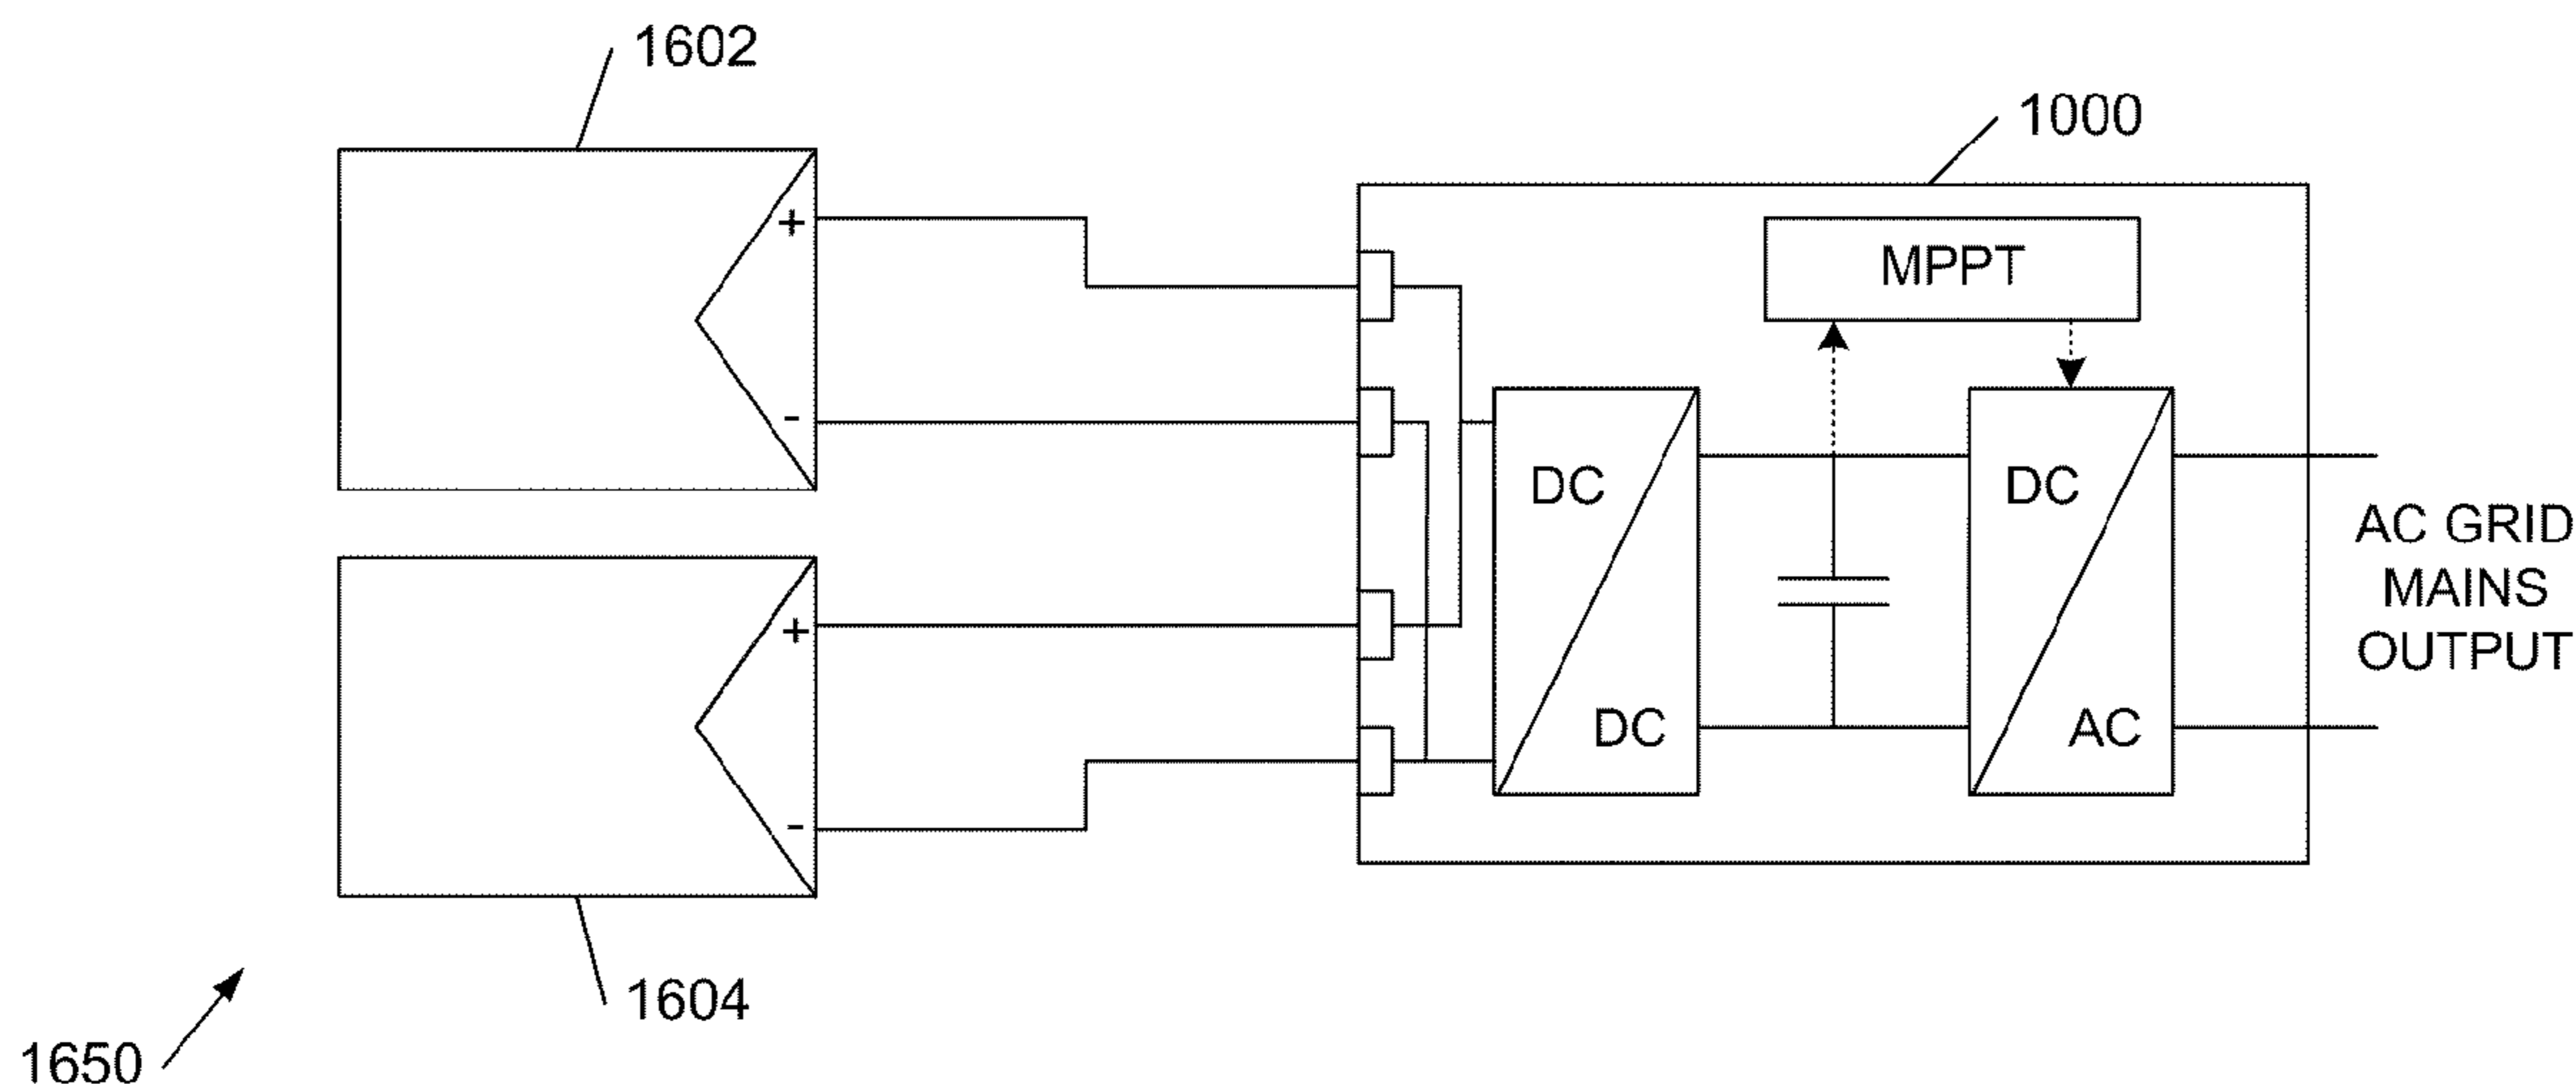 1602
1000
+
MPPT
-
DC
DC
AC GRID
MAINS
OUTPUT
+
DC
AC
-
1604
1650